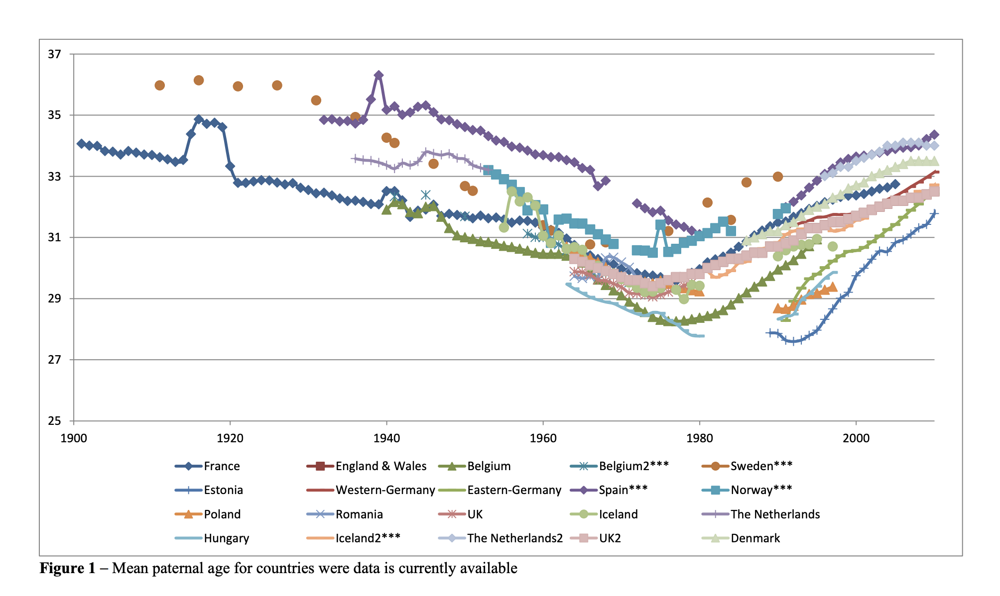 37
35
33
31
29
27
25
1900 1920 1940 1960 1980 2000
France England & Wales Belgium Belgium2*** Sweden***
Estonia Western-Germany Eastern-Germany Spain*** Norway***
Poland Romania UK Iceland The Netherlands
Hungary Iceland2*** The Netherlands2 UK2 Denmark
Figure 1 – Mean paternal age for countries were data is currently available